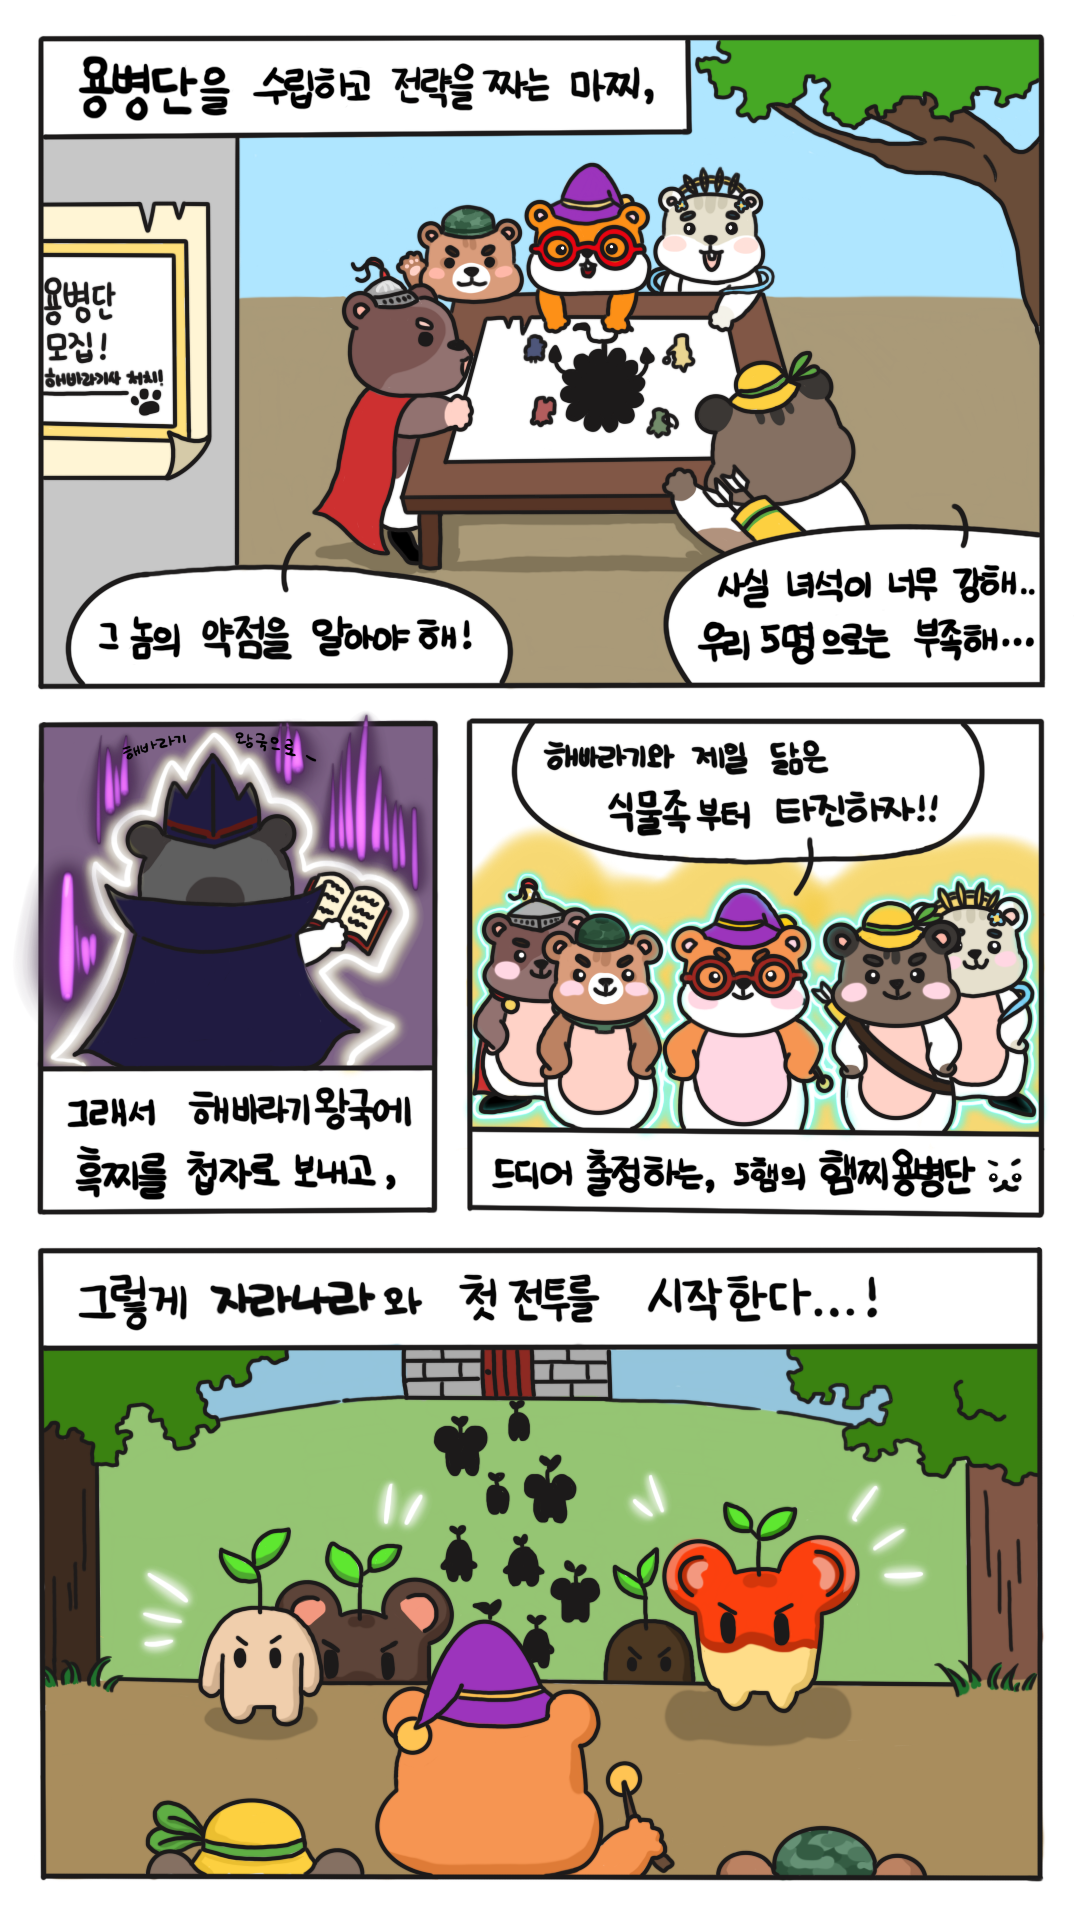 용병단을 수립하고 전략을 짜는 마찌,
용병단
모집!
해바라기사 처치!
그 놈의 약점을 알아야 해!
사실 녀석이 너무 강해..
우리 5명으로는 부족해...
해바라기 왕국으로_
그래서 해바라기왕국에
흑찌를 첩자로 보내고,
해빠라기와 제일 닮은
식물족부터 타진하자!!
드디어 출정하는, 5햄의 햄찌용병단
그렇게 자라나라와 첫 전투를 시작한다...!